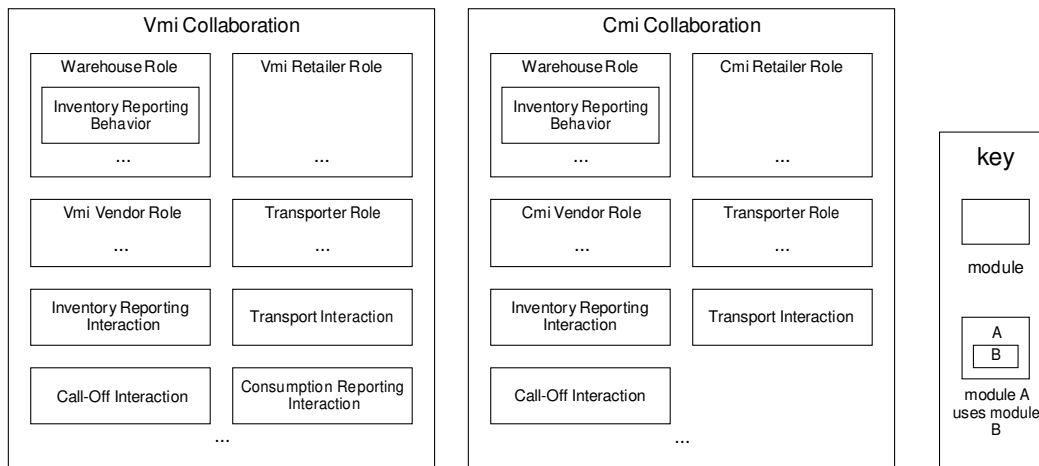 Vmi Collaboration
Warehouse Role
Inventory Reporting
Behavior
...
Vmi Retailer Role
...
Vmi Vendor Role
...
Transporter Role
...
Inventory Reporting
Interaction
Transport Interaction
Call-Off Interaction
Consumption Reporting
Interaction
...
Cmi Collaboration
Warehouse Role
Inventory Reporting
Behavior
...
Cmi Retailer Role
...
Cmi Vendor Role
...
Transporter Role
...
Inventory Reporting
Interaction
Transport Interaction
Call-Off Interaction
...
key
module
A
B
module A
uses module
B